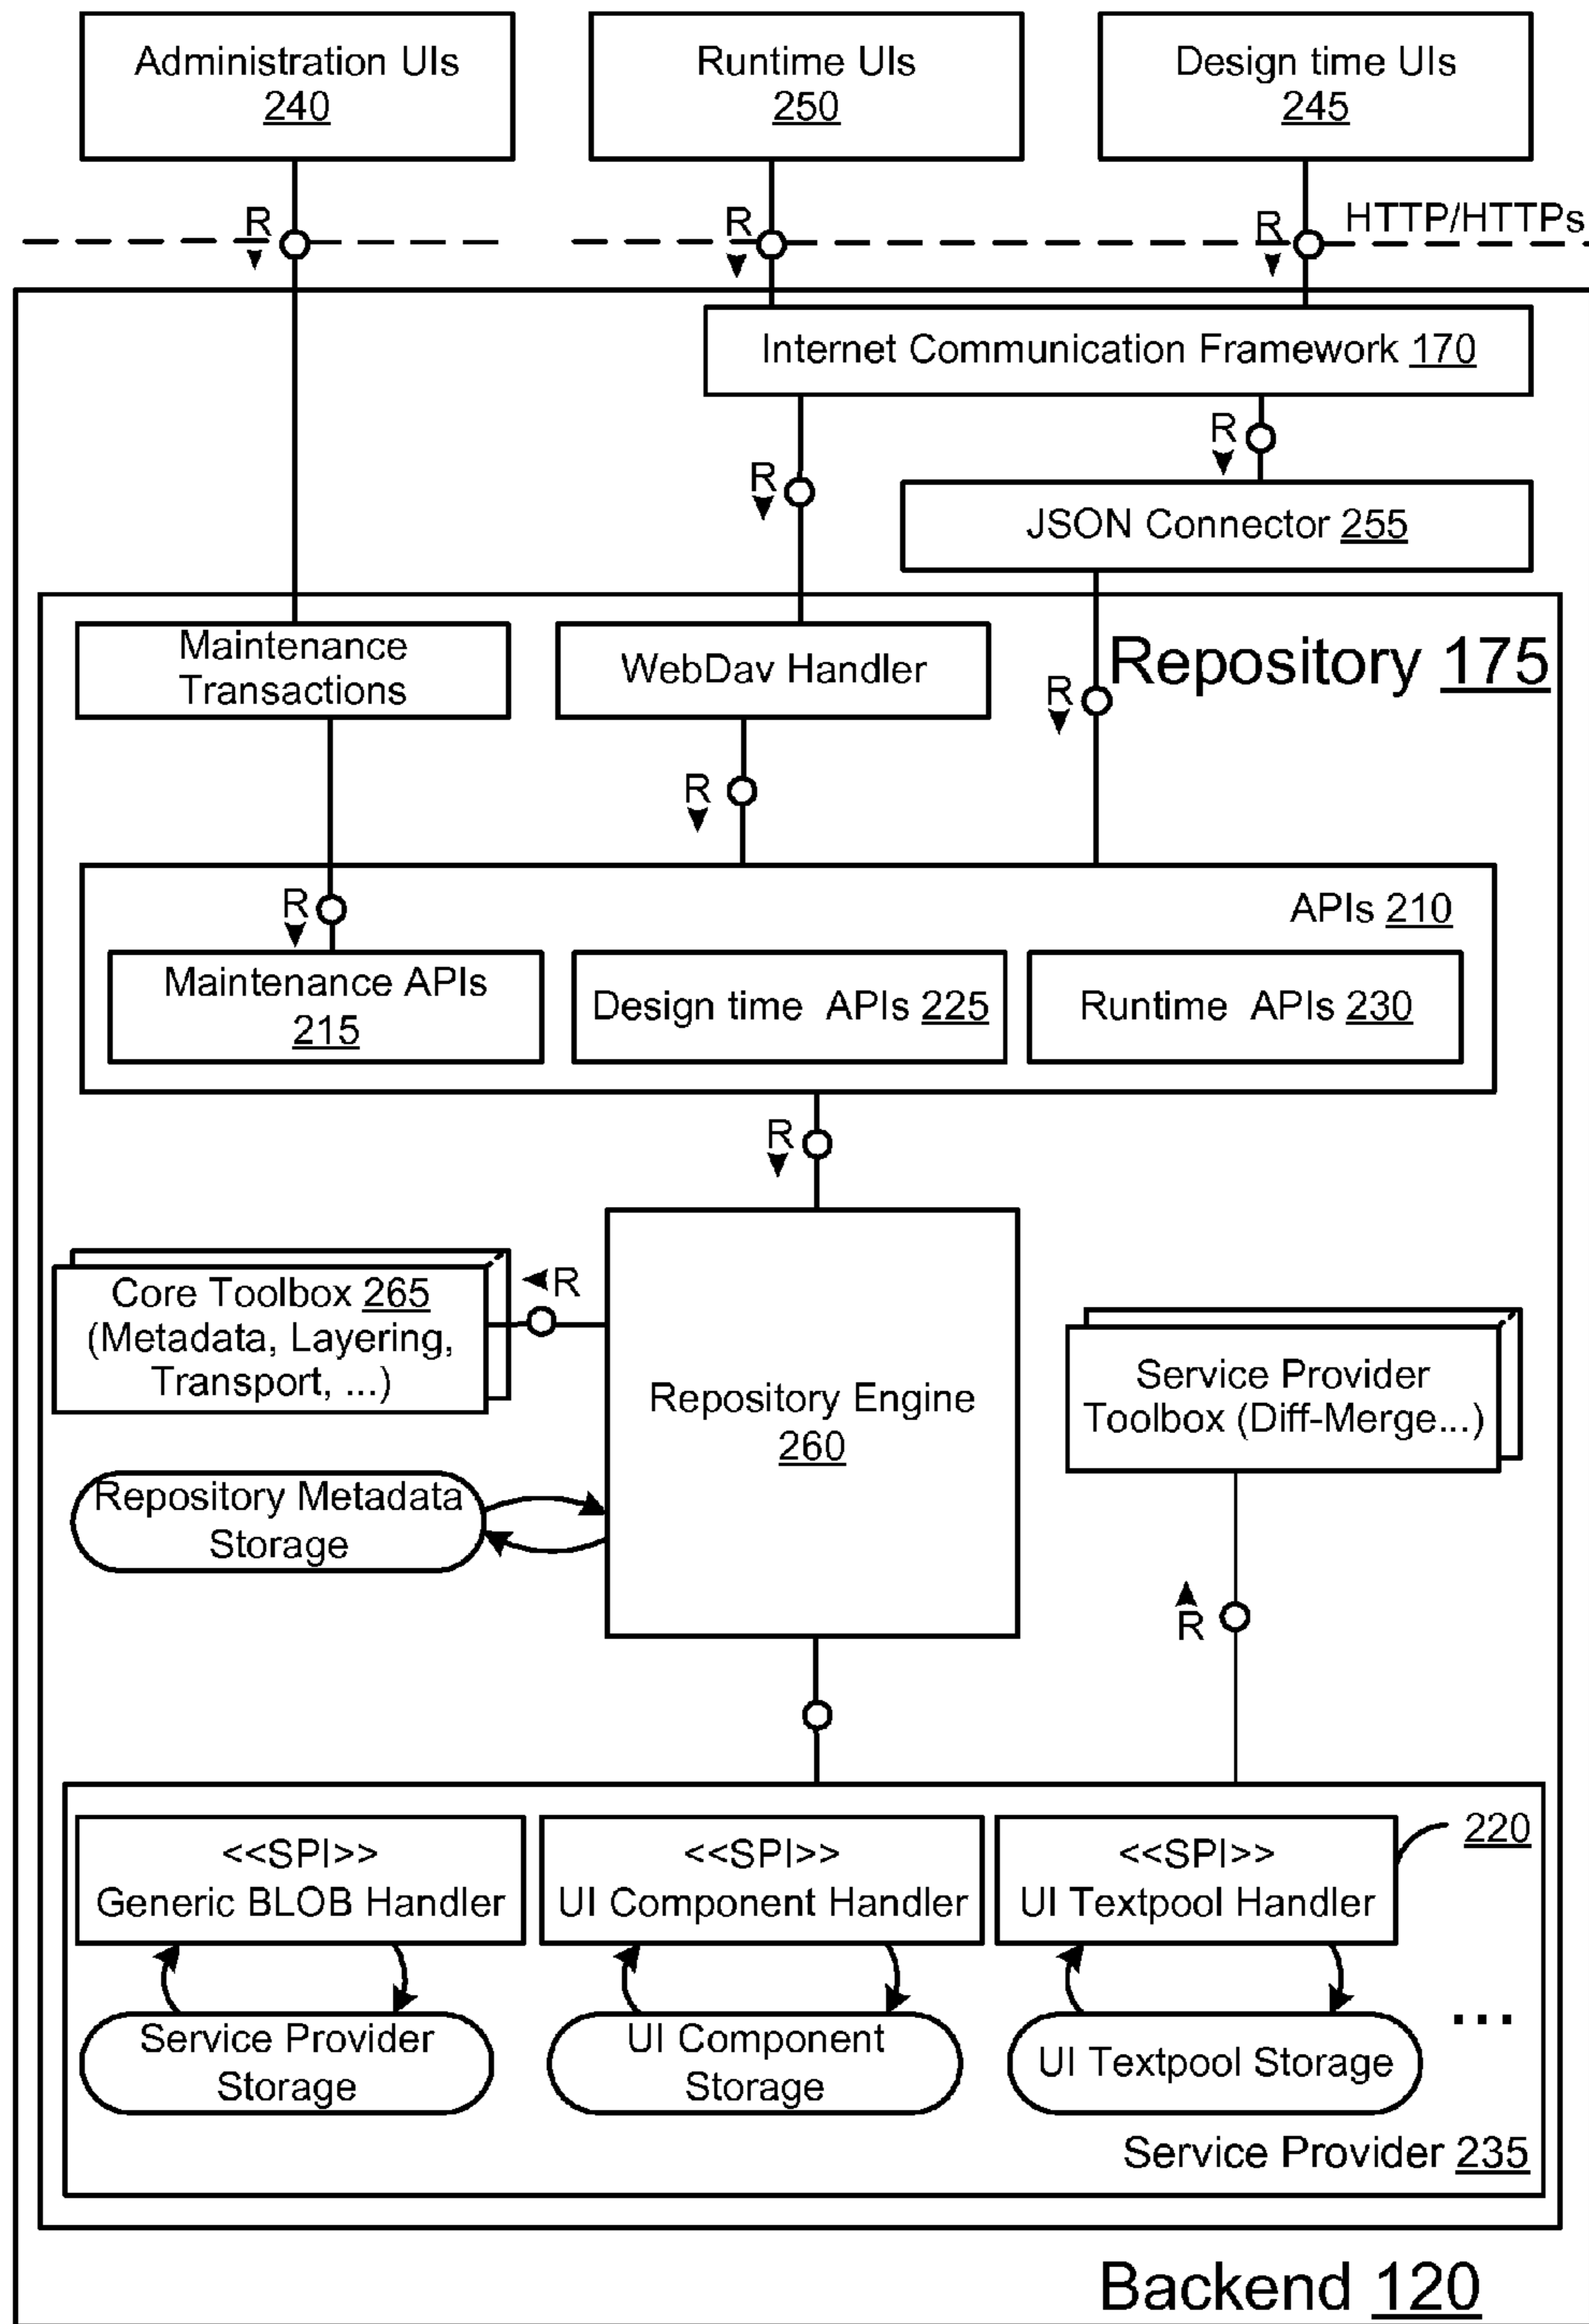 Administration UIs
240
Runtime UIs
250
Design time UIs
245
R
R
R
HTTP/HTTPs
Internet Communication Framework 170
R
R
JSON Connector 255
Maintenance
Transactions
WebDav Handler
Repository 175
R
R
R
APIs 210
Maintenance APIs
215
Design time APIs 225
Runtime APIs 230
R
R
Core Toolbox 265
(Metadata, Layering,
Transport, ...)
Repository Engine
260
Service Provider
Toolbox (Diff-Merge...)
Repository Metadata
Storage
R
<<SPI>>
Generic BLOB Handler
<<SPI>>
UI Component Handler
<<SPI>>
UI Textpool Handler
220
Service Provider
Storage
UI Component
Storage
UI Textpool Storage
...
Service Provider 235
Backend 120